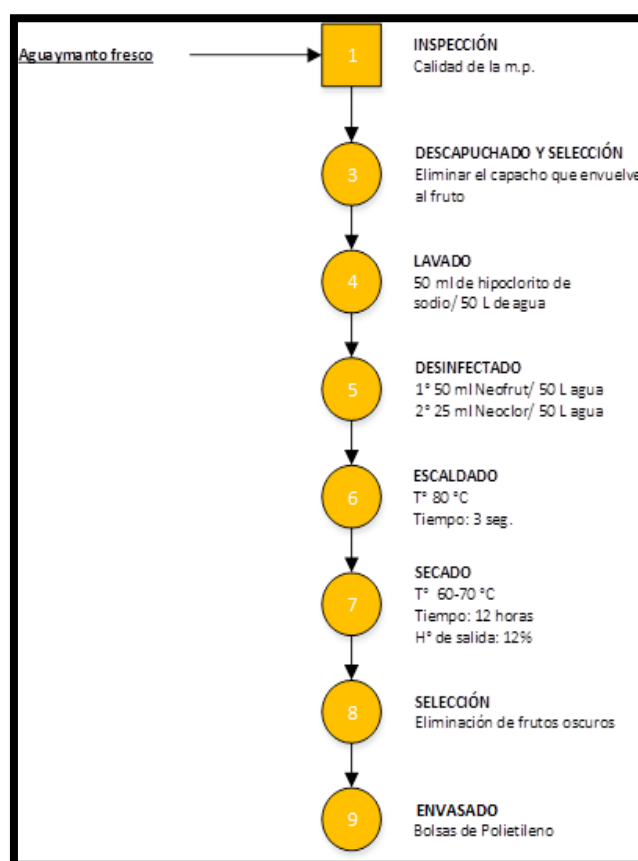 Aguaymanto fresco
1
INSPECCIÓN
Calidad de la m.p.
3
DESCAPUCHADO Y SELECCIÓN
Eliminar el capacho que envuelve
al fruto
4
LAVADO
50 ml de hipoclorito de
sodio/ 50 L de agua
5
DESINFECTADO
1° 50 ml Neofrut/ 50 L agua
2° 25 ml Neoclor/ 50 L agua
6
ESCALDADO
T° 80 °C
Tiempo: 3 seg.
7
SECADO
T° 60-70 °C
Tiempo: 12 horas
H° de salida: 12%
8
SELECCIÓN
Eliminación de frutos oscuros
9
ENVASADO
Bolsas de Polietileno